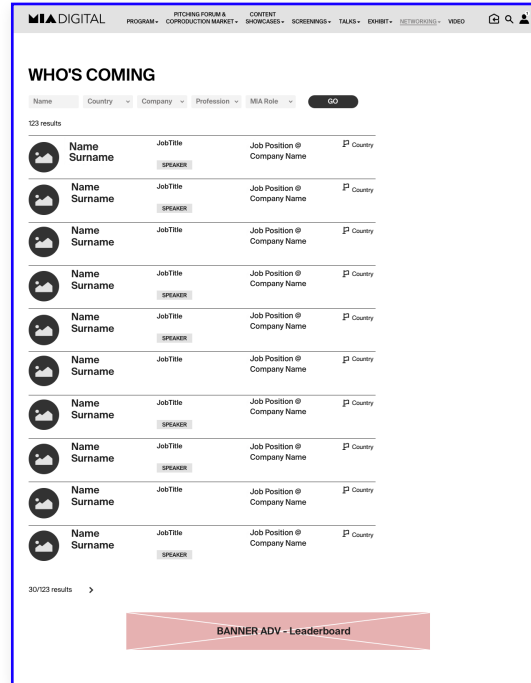 MIADIGITAL
PROGRAM
PITCHING FORUM &
COPRODUCTION MARKET
CONTENT
SHOWCASES
SCREENINGS
TALKS
EXHIBIT
NETWORKING
VIDEO
1
WHO'S COMING
Name Country Company Profession MIA Role GO
123 results
Name JobTitle Job Position @ Country
Surname Company Name
SPEAKER
Name JobTitle Job Position @ Country
Surname Company Name
SPEAKER
Name JobTitle Job Position @ Country
Surname Company Name
Name JobTitle Job Position @ Country
Surname Company Name
SPEAKER
Name JobTitle Job Position @ Country
Surname Company Name
SPEAKER
Name JobTitle Job Position @ Country
Surname Company Name
Name JobTitle Job Position @ Country
Surname Company Name
SPEAKER
Name JobTitle Job Position @ Country
Surname Company Name
SPEAKER
Name JobTitle Job Position @ Country
Surname Company Name
Name JobTitle Job Position @ Country
Surname Company Name
SPEAKER
30/123 results
BANNER ADV - Leaderboard